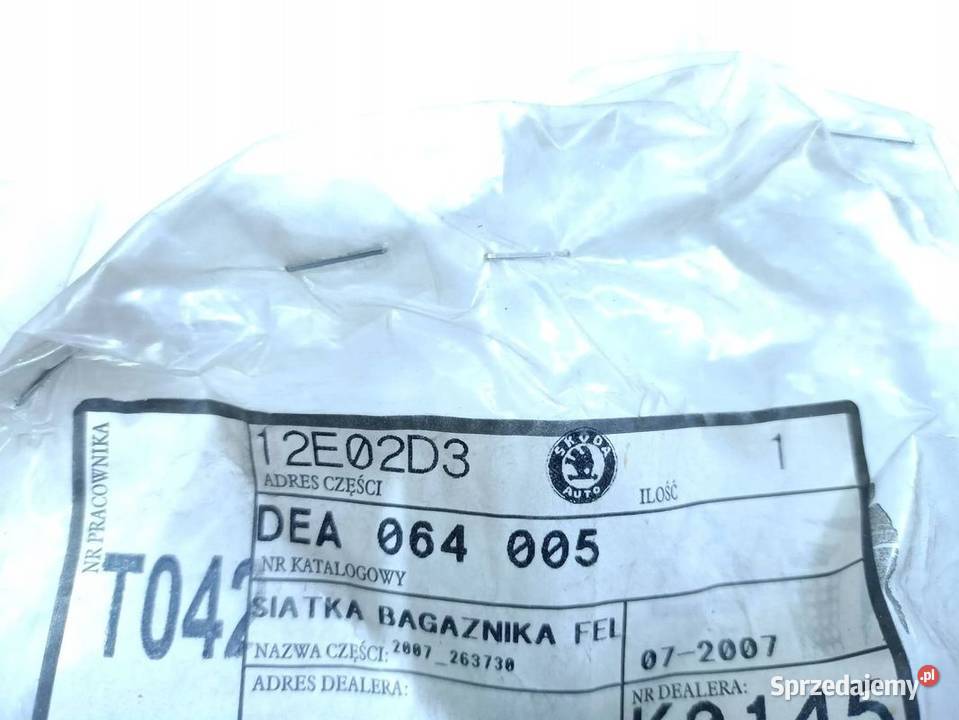 12E02D3
ŠKODA
AUTO
1
ADRES CZĘŚCI
ILOŚĆ
NR PRACOWNIKA
DEA 064 005
NR KATALOGOWY
T042
SIATKA BAGAZNIKA FEL
NAZWA CZĘŚCI: 2007_263730
07-2007
ADRES DEALERA:
NR DEALERA:
Sprzedajemy.pl